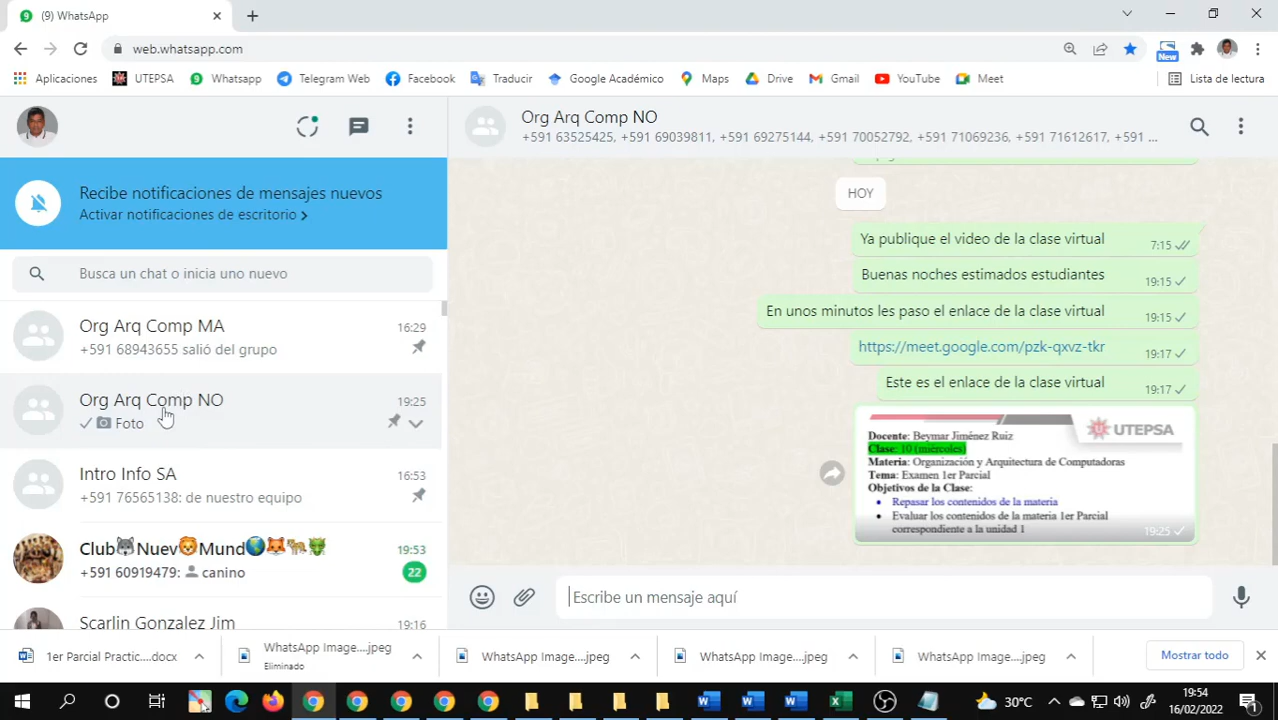 (9) WhatsApp
web.whatsapp.com
New
Aplicaciones UTEPSA Whatsapp Telegram Web Facebook Traducir Google Académico Maps Drive Gmail YouTube Meet Lista de lectura
Recibe notificaciones de mensajes nuevos
Activar notificaciones de escritorio
Busca un chat o inicia uno nuevo
Org Arq Comp MA 16:29
+591 68943655 salió del grupo
Org Arq Comp NO 19:25
Foto
Intro Info SA 16:53
+591 76565138: de nuestro equipo
Club🐺Nuev🦁Mund🌍🦊🐆🐲 19:53
+591 60919479: canino 22
Scarlin Gonzalez Jim 19:16
Org Arq Comp NO
+591 63525425, +591 69039811, +591 69275144, +591 70052792, +591 71069236, +591 71612617, +591 ...
HOY
Ya publique el video de la clase virtual 7:15
Buenas noches estimados estudiantes 19:15
En unos minutos les paso el enlace de la clase virtual 19:15
https://meet.google.com/pzk-qxvz-tkr 19:17
Este es el enlace de la clase virtual 19:17
UTEPSA
Docente: Beymar Jiménez Ruiz
Clase: 10 (miércoles)
Materia: Organización y Arquitectura de Computadoras
Tema: Examen 1er Parcial
Objetivos de la Clase:
• Repasar los contenidos de la materia
• Evaluar los contenidos de la materia 1er Parcial
correspondiente a la unidad 1 19:25
Escribe un mensaje aquí
1er Parcial Practic....docx
WhatsApp Image....jpeg
Eliminado
WhatsApp Image....jpeg
WhatsApp Image....jpeg
WhatsApp Image....jpeg
Mostrar todo
30°C
19:54
16/02/2022
1